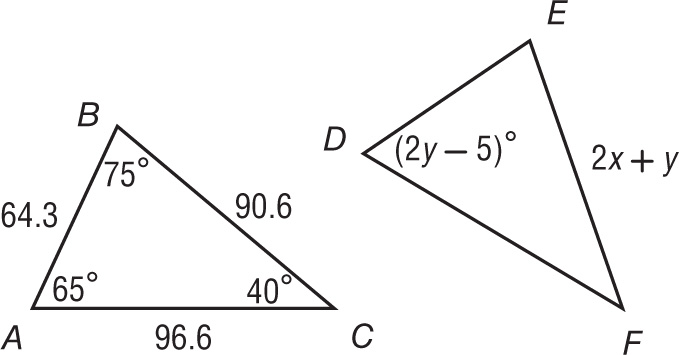 E
B
D
(2y – 5)°
2x + y
75°
64.3
90.6
65°
40°
A
96.6
C
F